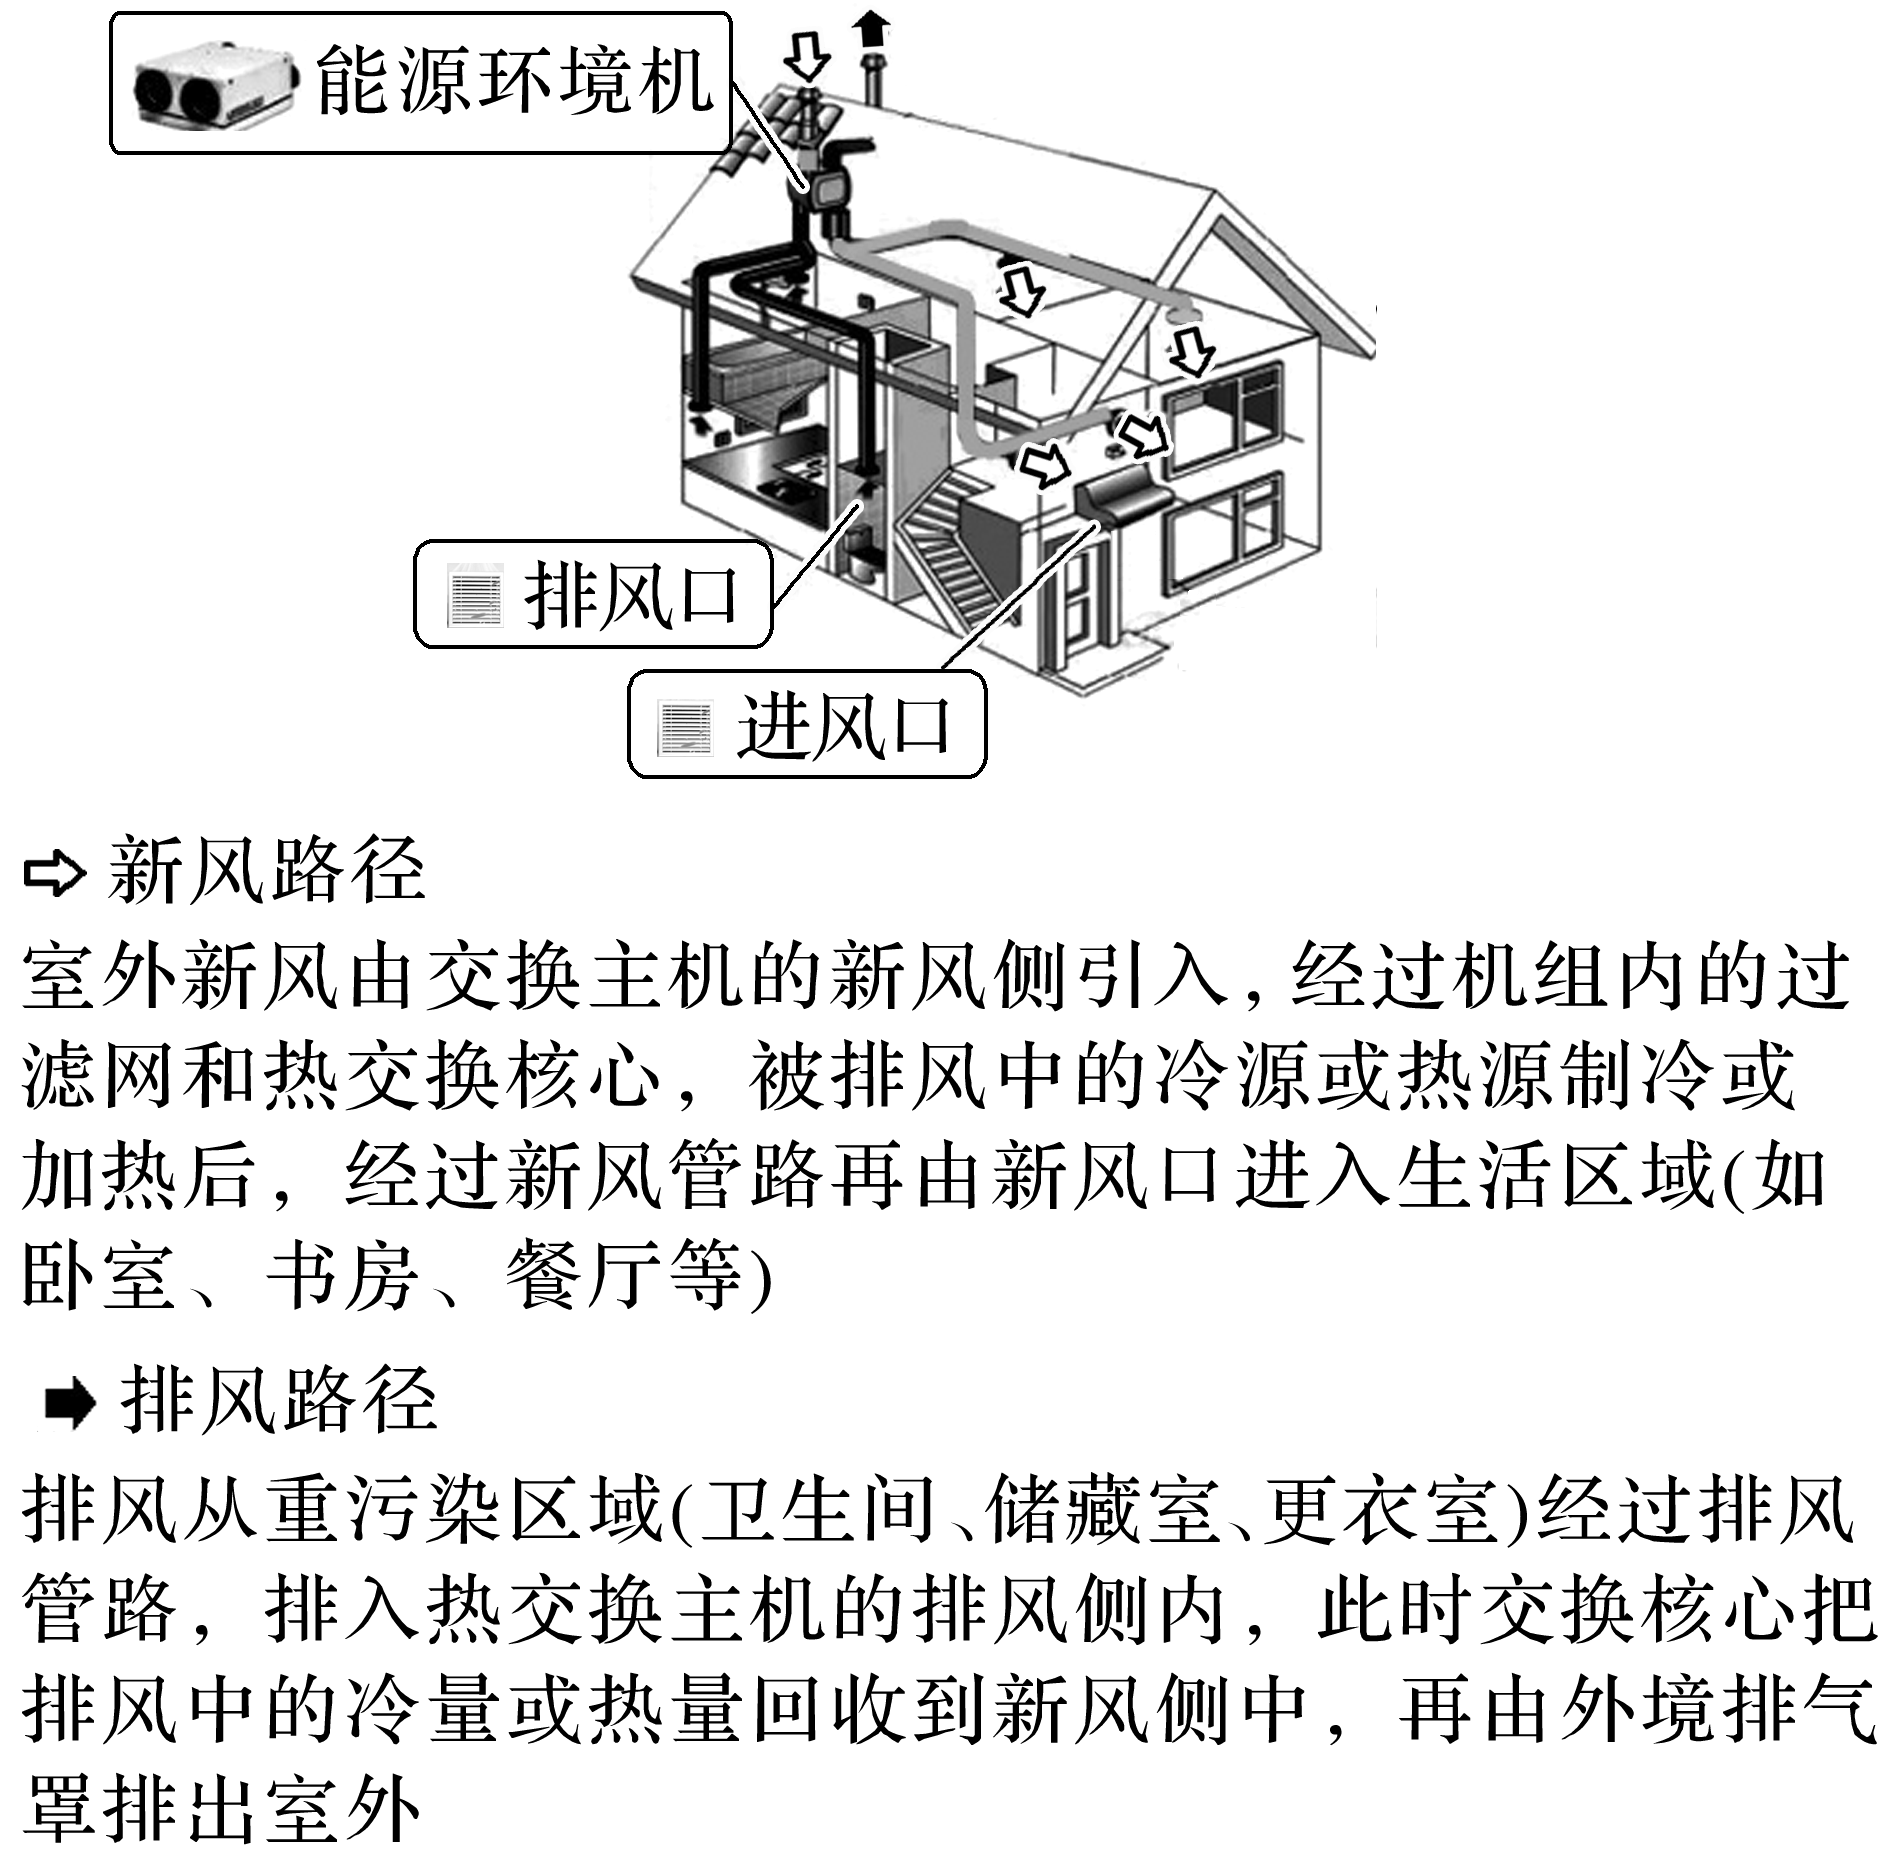 能源环境机
排风口
进风口
新风路径
室外新风由交换主机的新风侧引入,经过机组内的过
滤网和热交换核心，被排风中的冷源或热源制冷或
加热后，经过新风管路再由新风口进入生活区域(如
卧室、书房、餐厅等)
排风路径
排风从重污染区域(卫生间、储藏室、更衣室)经过排风
管路，排入热交换主机的排风侧内，此时交换核心把
排风中的冷量或热量回收到新风侧中，再由外境排气
罩排出室外